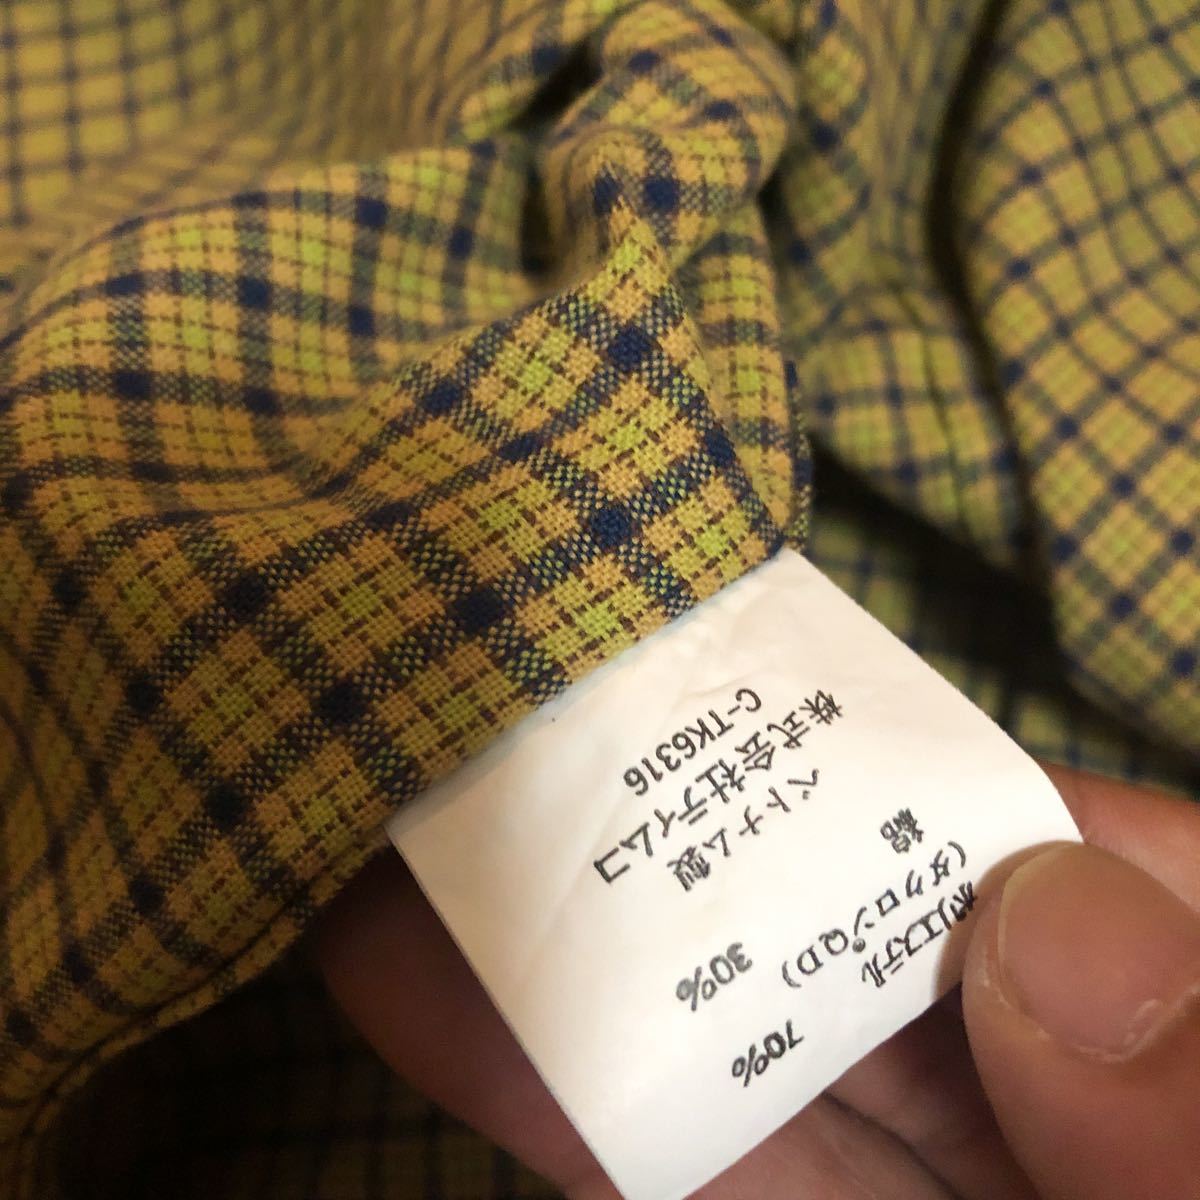 ポリエステル 70%
(ダクロン®QD)
綿 30%
ベトナム製
株式会社ティムコ
C-TK6316